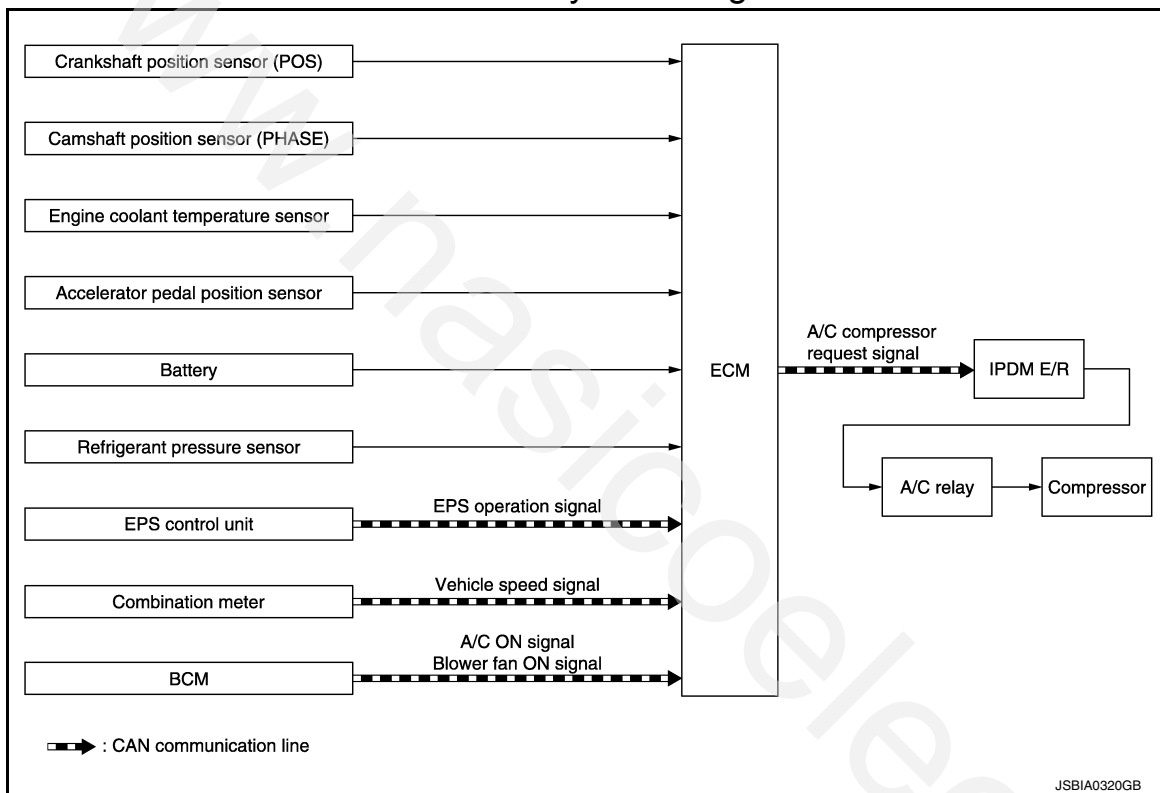 Crankshaft position sensor (POS)
Camshaft position sensor (PHASE)
Engine coolant temperature sensor
Accelerator pedal position sensor
Battery
Refrigerant pressure sensor
EPS control unit
EPS operation signal
Combination meter
Vehicle speed signal
BCM
A/C ON signal
Blower fan ON signal
ECM
A/C compressor
request signal
IPDM E/R
A/C relay
Compressor
: CAN communication line
JSBIA0320GB